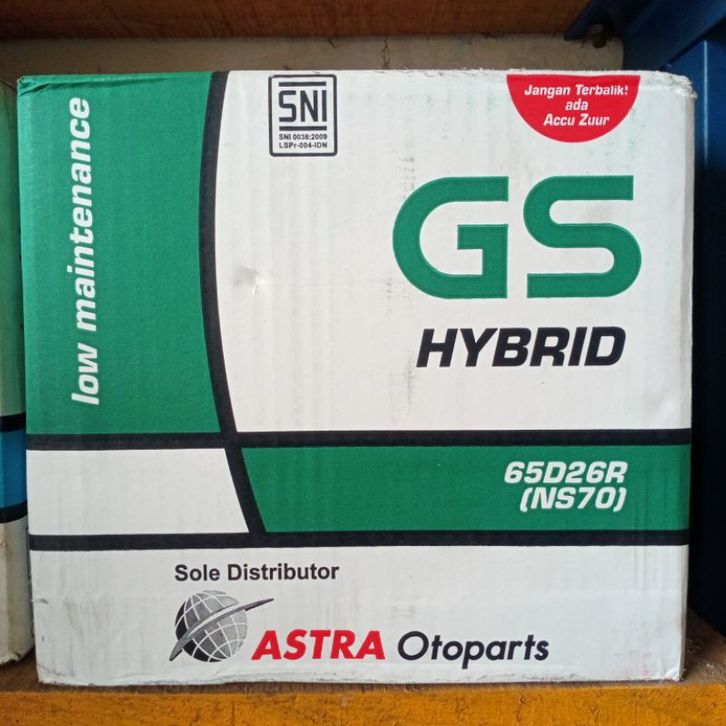 low maintenance
SNI
SNI 0038:2009
LSPr-004-IDN
Jangan Terbalik!
ada
Accu Zuur
GS
HYBRID
65D26R
(NS70)
Sole Distributor
ASTRA Otoparts